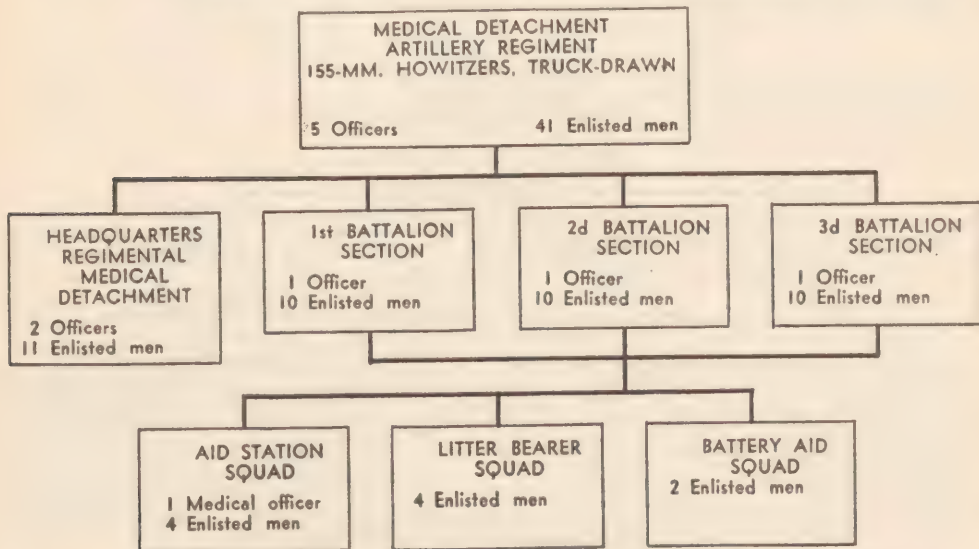 MEDICAL DETACHMENT
ARTILLERY REGIMENT
155-MM. HOWITZERS, TRUCK-DRAWN
5 Officers 41 Enlisted men
HEADQUARTERS
REGIMENTAL
MEDICAL
DETACHMENT
2 Officers
11 Enlisted men
1st BATTALION
SECTION
1 Officer
10 Enlisted men
2d BATTALION
SECTION
1 Officer
10 Enlisted men
3d BATTALION
SECTION
1 Officer
10 Enlisted men
AID STATION
SQUAD
1 Medical officer
4 Enlisted men
LITTER BEARER
SQUAD
4 Enlisted men
BATTERY AID
SQUAD
2 Enlisted men